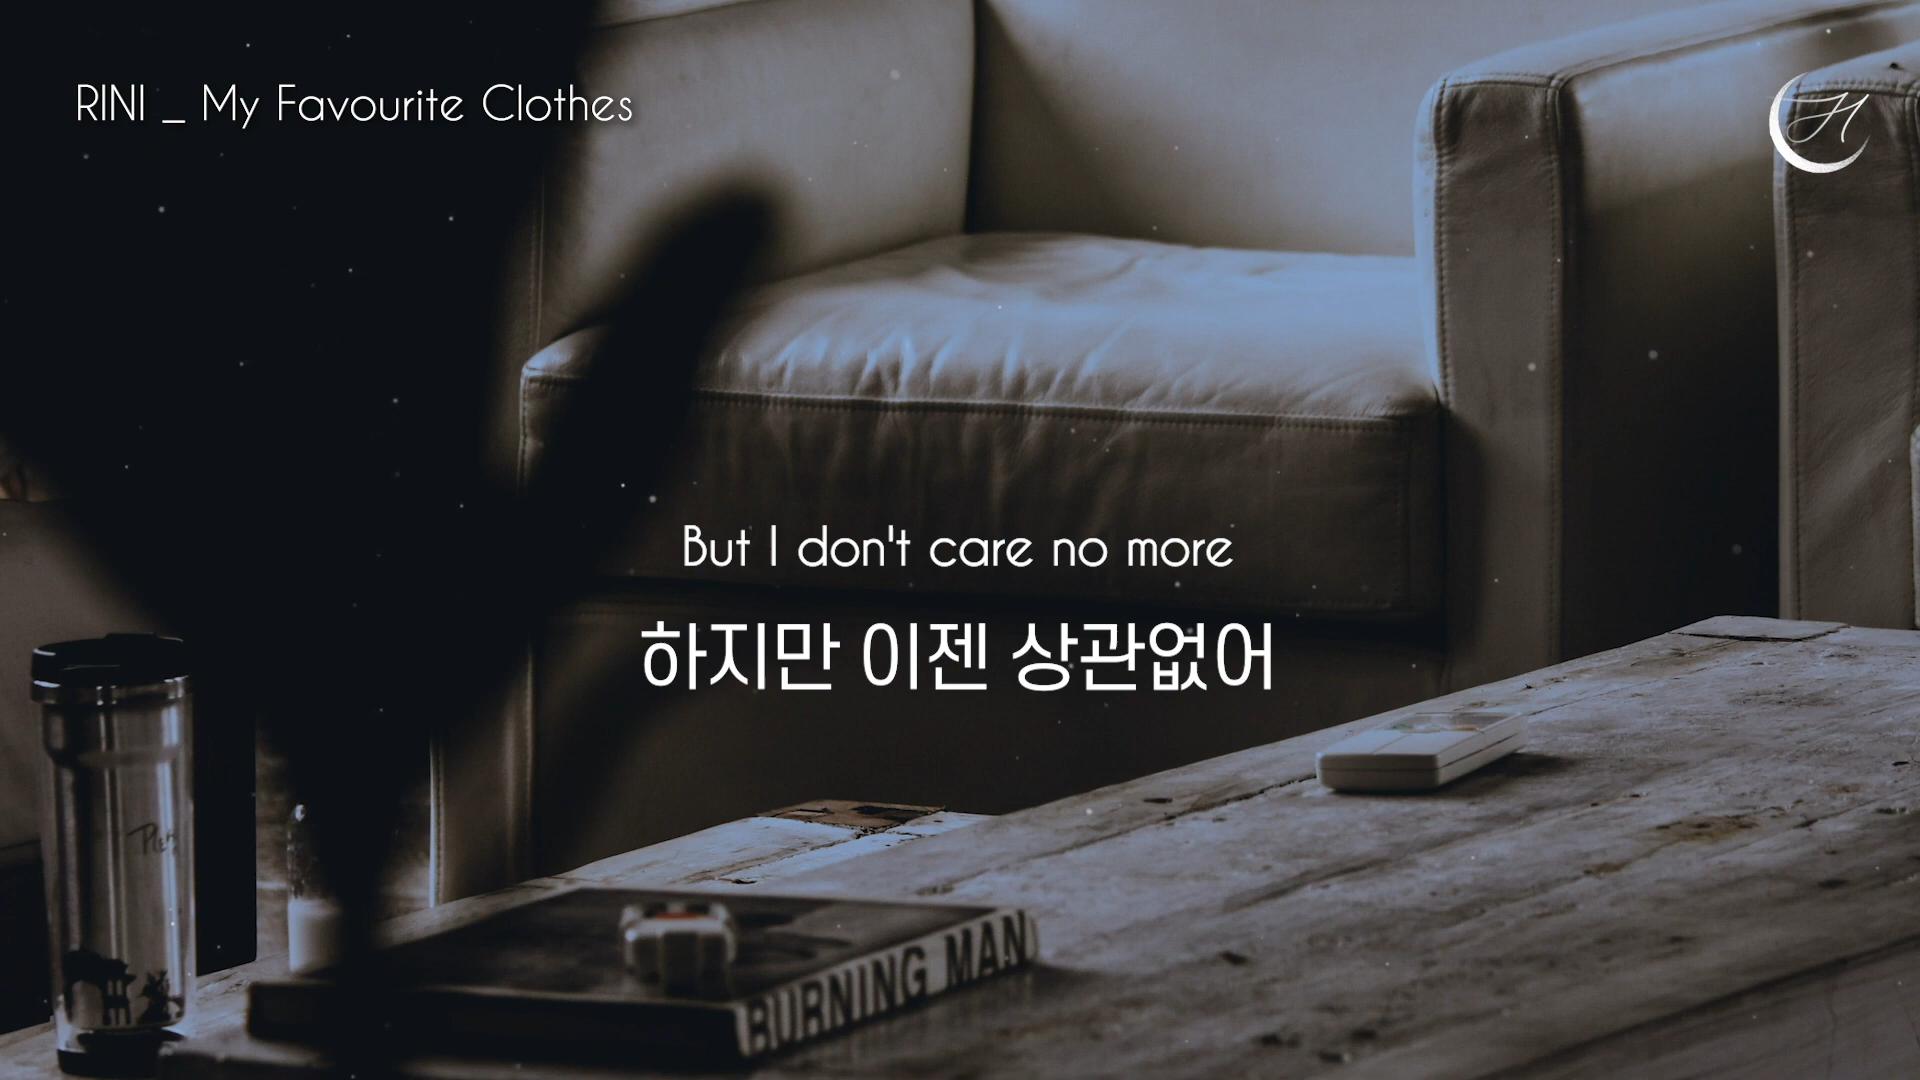 RINI _ My Favourite Clothes
But I don't care no more
하지만 이젠 상관없어
BURNING MAN